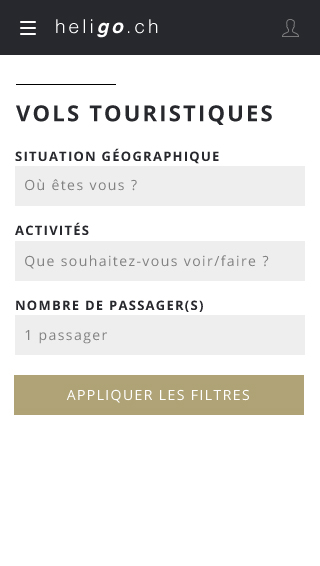 heligo.ch
VOLS TOURISTIQUES
SITUATION GÉOGRAPHIQUE
Où êtes vous ?
ACTIVITÉS
Que souhaitez-vous voir/faire ?
NOMBRE DE PASSAGER(S)
1 passager
APPLIQUER LES FILTRES